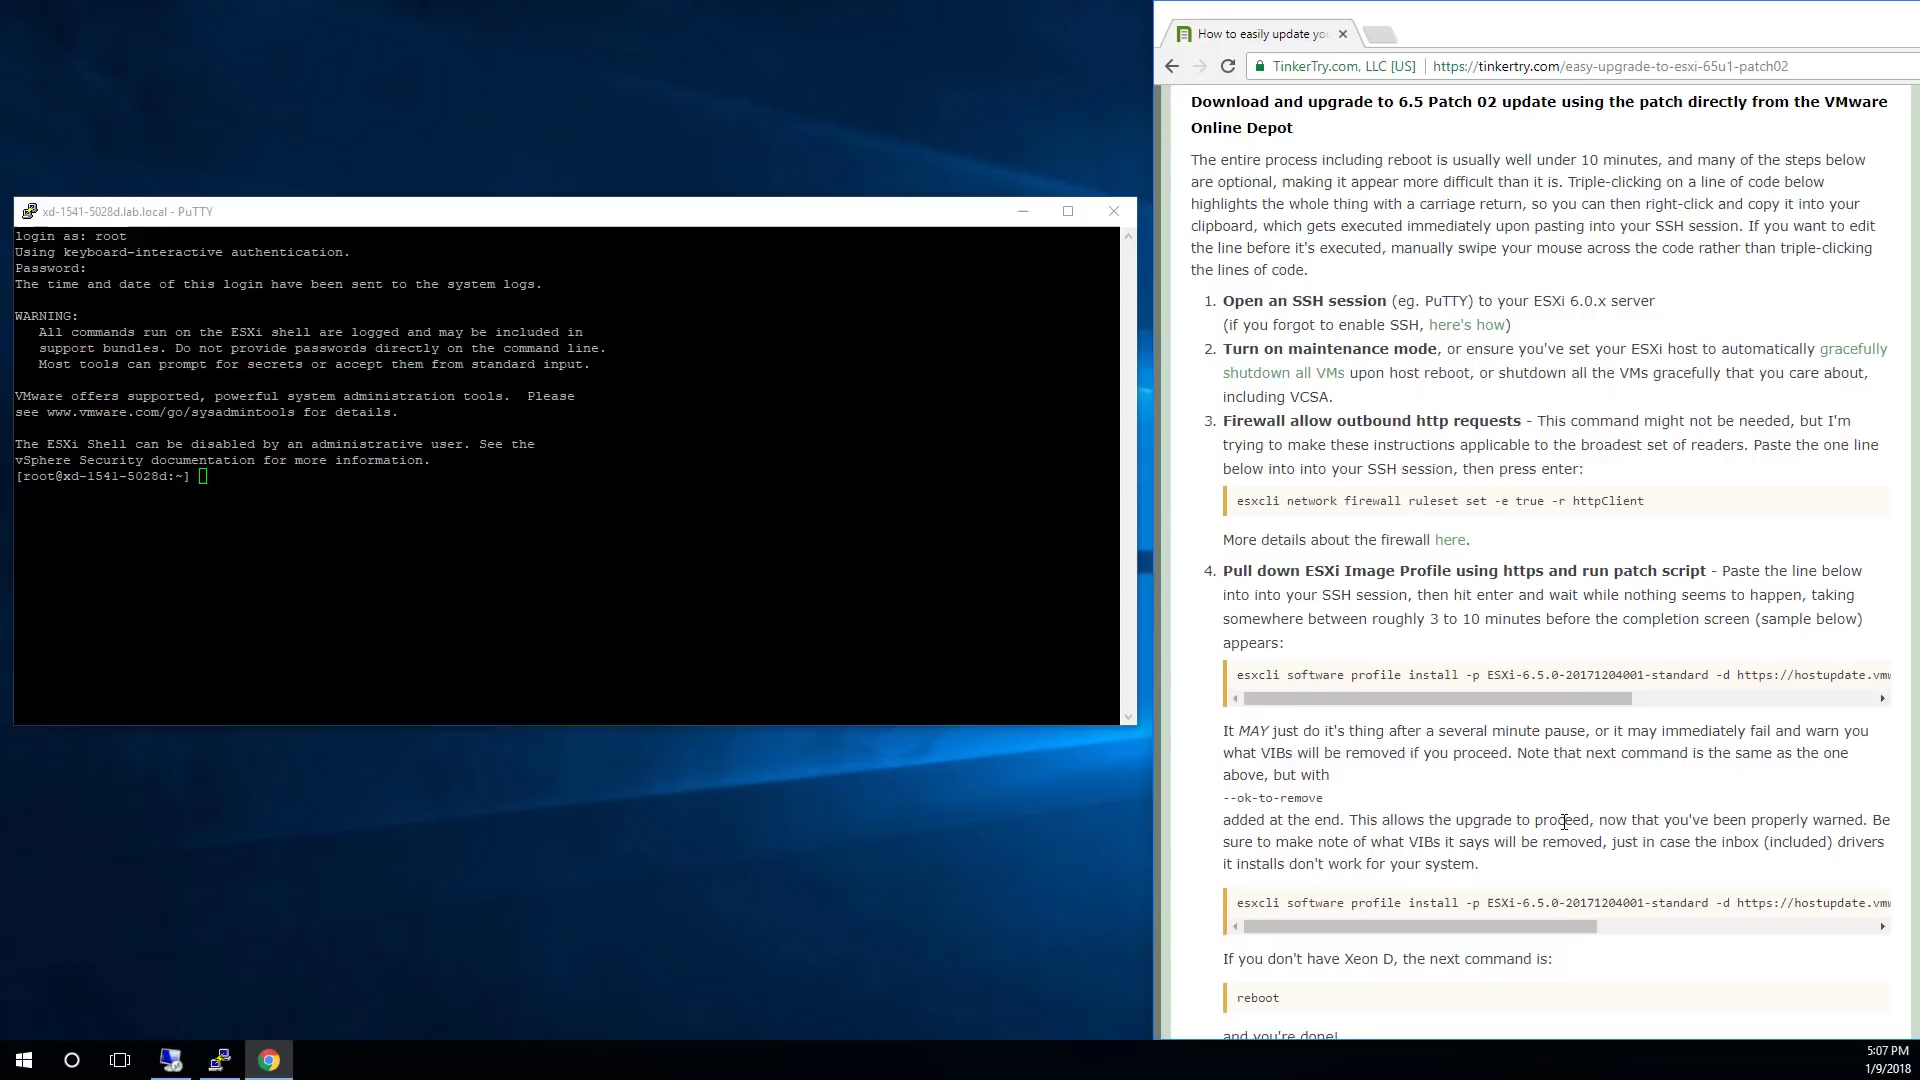 xd-1541-5028d.lab.local - PuTTY
login as: root
Using keyboard-interactive authentication.
Password:
The time and date of this login have been sent to the system logs.
WARNING:
All commands run on the ESXi shell are logged and may be included in
support bundles. Do not provide passwords directly on the command line.
Most tools can prompt for secrets or accept them from standard input.
VMware offers supported, powerful system administration tools.  Please
see www.vmware.com/go/sysadmintools for details.
The ESXi Shell can be disabled by an administrative user. See the
vSphere Security documentation for more information.
[root@xd-1541-5028d:~]
How to easily update you
TinkerTry.com, LLC [US]
https://tinkertry.com/easy-upgrade-to-esxi-65u1-patch02
Download and upgrade to 6.5 Patch 02 update using the patch directly from the VMware
Online Depot
The entire process including reboot is usually well under 10 minutes, and many of the steps below
are optional, making it appear more difficult than it is. Triple-clicking on a line of code below
highlights the whole thing with a carriage return, so you can then right-click and copy it into your
clipboard, which gets executed immediately upon pasting into your SSH session. If you want to edit
the line before it's executed, manually swipe your mouse across the code rather than triple-clicking
the lines of code.
1. Open an SSH session (eg. PuTTY) to your ESXi 6.0.x server
(if you forgot to enable SSH, here's how)
2. Turn on maintenance mode, or ensure you've set your ESXi host to automatically gracefully
shutdown all VMs upon host reboot, or shutdown all the VMs gracefully that you care about,
including VCSA.
3. Firewall allow outbound http requests - This command might not be needed, but I'm
trying to make these instructions applicable to the broadest set of readers. Paste the one line
below into into your SSH session, then press enter:
esxcli network firewall ruleset set -e true -r httpClient
More details about the firewall here.
4. Pull down ESXi Image Profile using https and run patch script - Paste the line below
into into your SSH session, then hit enter and wait while nothing seems to happen, taking
somewhere between roughly 3 to 10 minutes before the completion screen (sample below)
appears:
esxcli software profile install -p ESXi-6.5.0-20171204001-standard -d https://hostupdate.vmw
It MAY just do it's thing after a several minute pause, or it may immediately fail and warn you
what VIBs will be removed if you proceed. Note that next command is the same as the one
above, but with
--ok-to-remove
added at the end. This allows the upgrade to proceed, now that you've been properly warned. Be
sure to make note of what VIBs it says will be removed, just in case the inbox (included) drivers
it installs don't work for your system.
esxcli software profile install -p ESXi-6.5.0-20171204001-standard -d https://hostupdate.vmw
If you don't have Xeon D, the next command is:
reboot
and you're done!
5:07 PM
1/9/2018